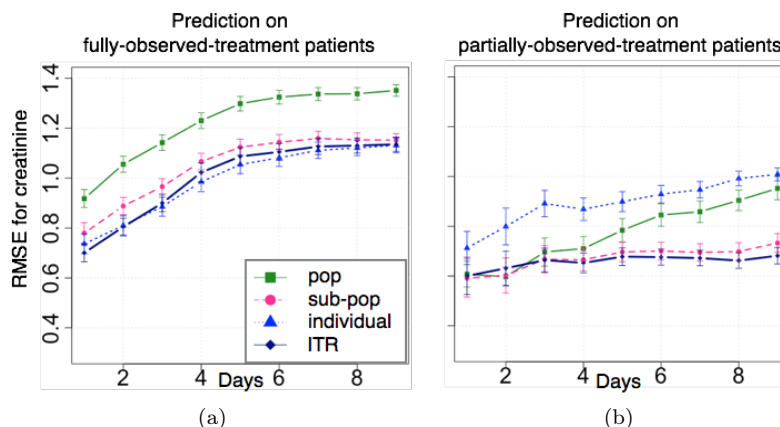 Prediction on
fully-observed-treatment patients
Prediction on
partially-observed-treatment patients
RMSE for creatinine
1.4
1.2
1.0
0.8
0.6
0.4
pop
sub-pop
individual
ITR
2 4 6 8
Days
2 4 6 8
Days
(a)
(b)